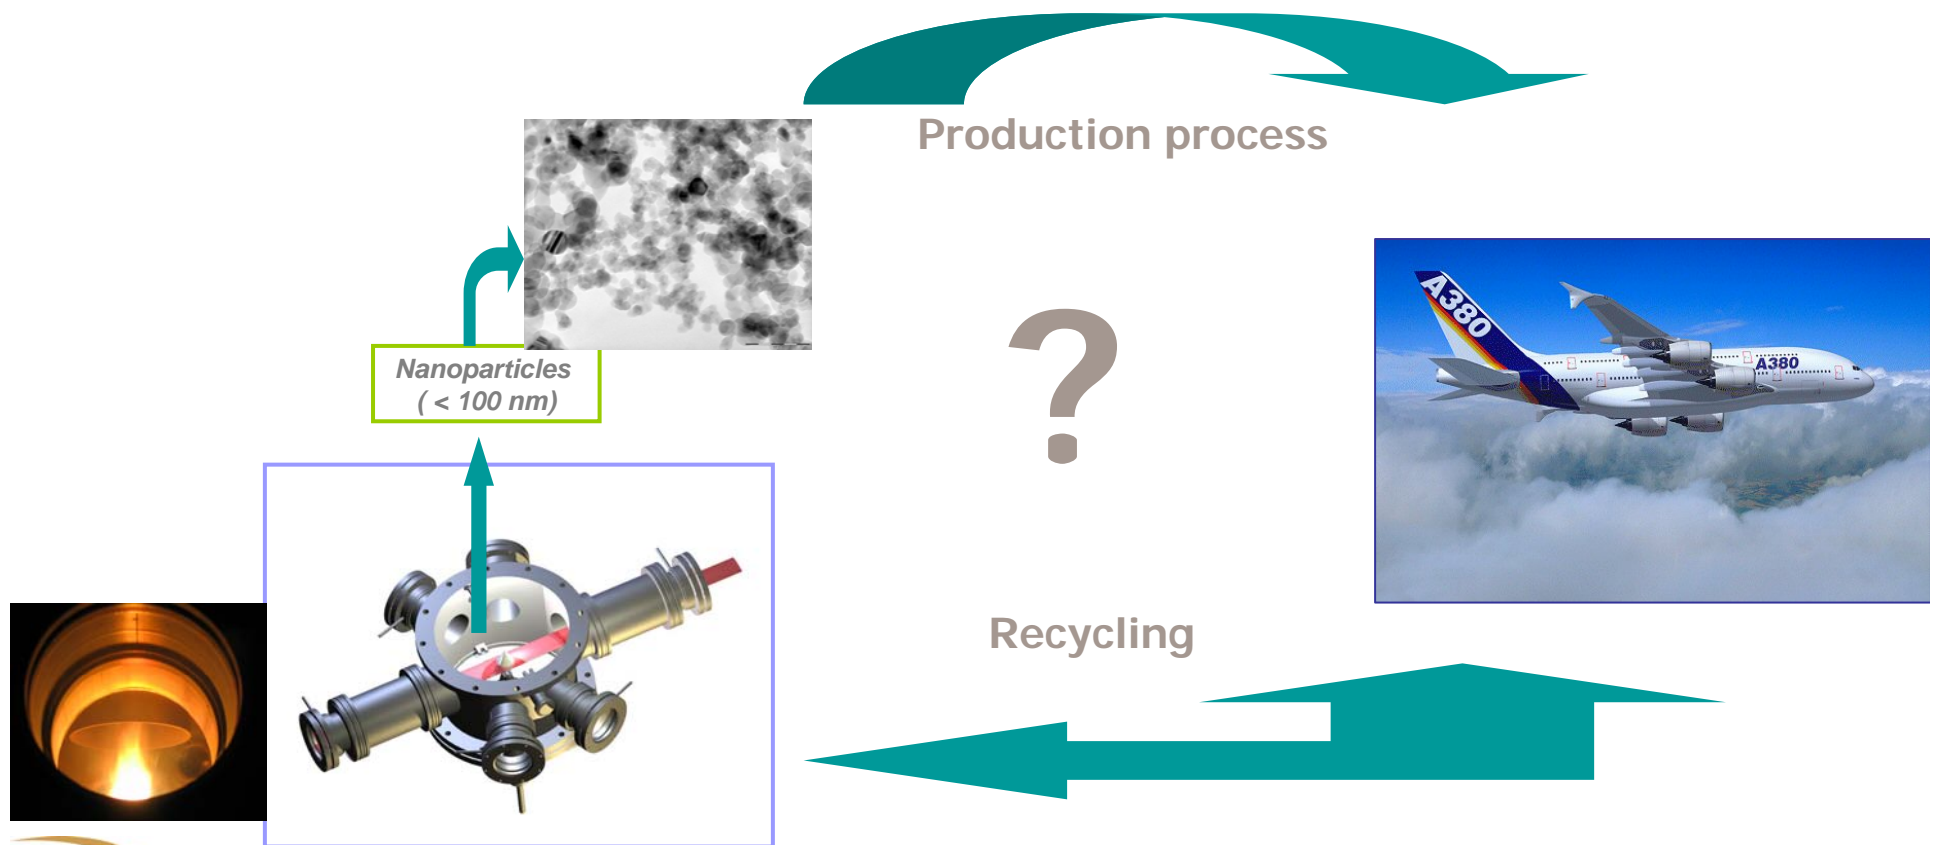 Production process
Nanoparticles
( < 100 nm)
?
A380
A380
Recycling